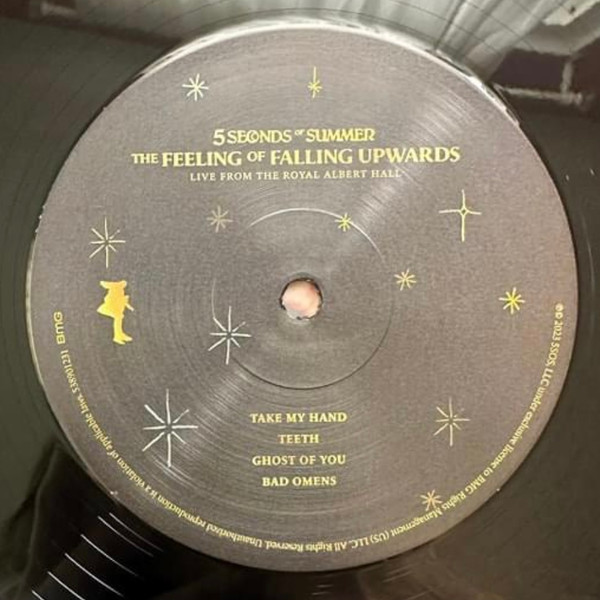 5 SECONDS OF SUMMER
THE FEELING OF FALLING UPWARDS
LIVE FROM THE ROYAL ALBERT HALL
TAKE MY HAND
TEETH
GHOST OF YOU
BAD OMENS
℗© 2023 5SOS, LLC under exclusive license to BMG Rights Management (US) LLC. All Rights Reserved. Unauthorized reproduction is a violation of applicable laws. 538901231 BMG